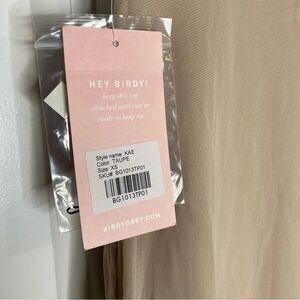 HEY BIRDY!
keep this tag
attached until you're
ready to keep me.
Style name: KAE
Color: TAUPE
Size: XS
SKU#: BG1013TP01
BG1013TP01
BIRDYGREY.COM